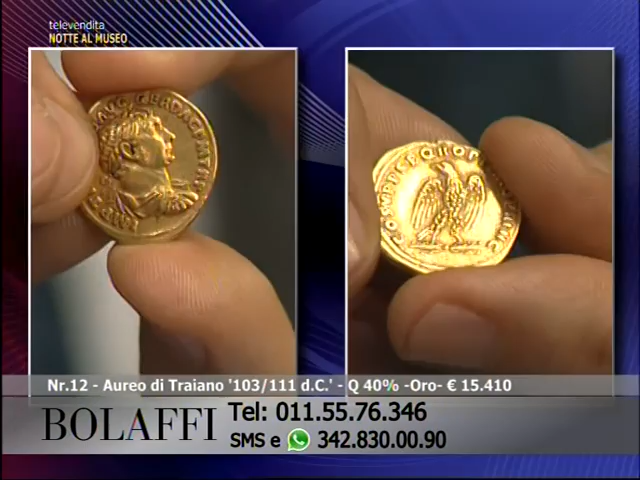 televendita
NOTTE AL MUSEO
Nr.12 - Aureo di Traiano '103/111 d.C.' - Q 40% -Oro- € 15.410
BOLAFFI
Tel: 011.55.76.346
SMS e 342.830.00.90